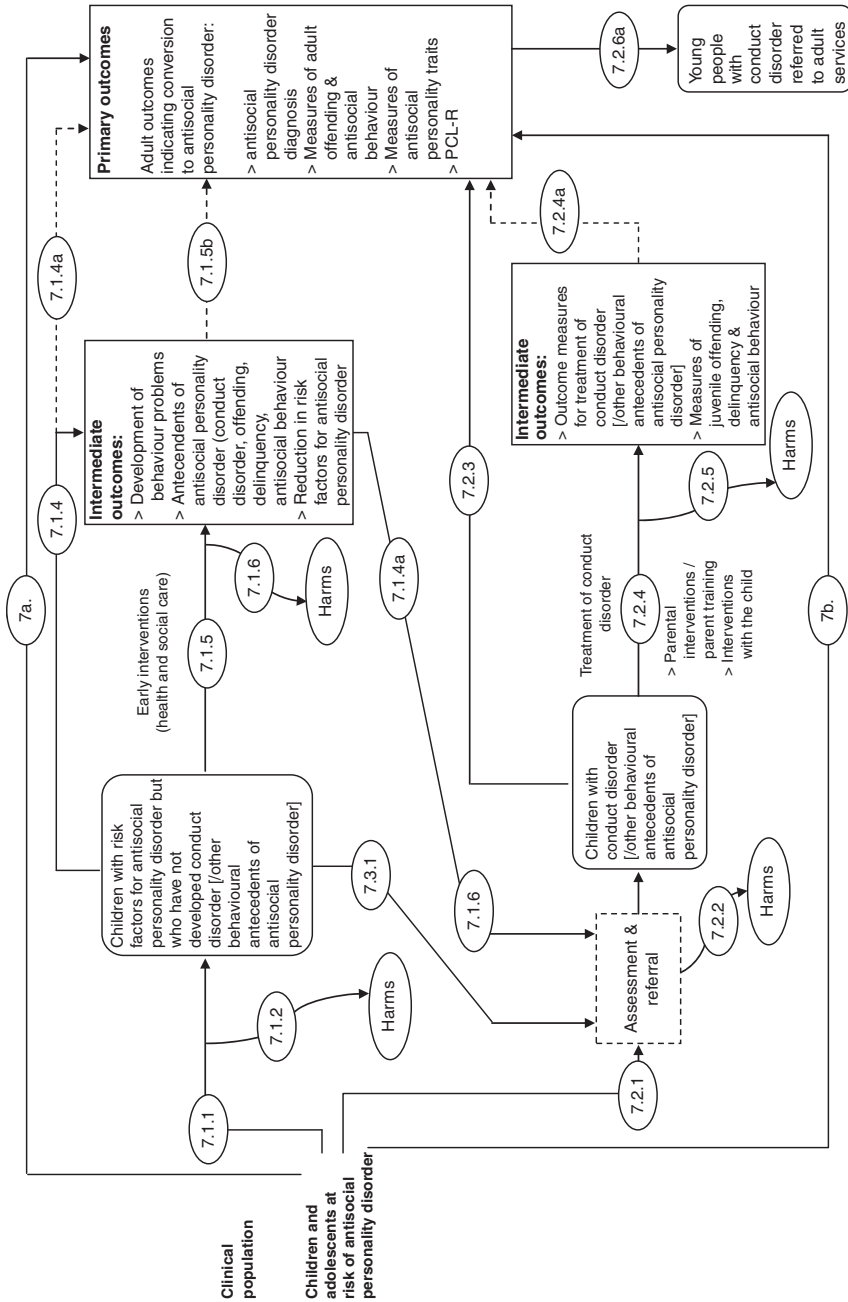 Clinical
population
Children and
adolescents at
risk of antisocial
personality disorder
7a.
7.1.1
7.1.2
Harms
Children with risk
factors for antisocial
personality disorder but
who have not
developed conduct
disorder [/other
behavioural
antecedents of
antisocial
personality disorder]
7.1.4
7.1.4a
Early interventions
(health and social care)
7.1.5
7.1.6
Harms
Intermediate
outcomes:
> Development of
behaviour problems
> Antecendents of
antisocial personality
disorder (conduct
disorder, offending,
delinquency,
antisocial behaviour
> Reduction in risk
factors for antisocial
personality disorder
7.1.5b
Primary outcomes
Adult outcomes
indicating conversion
to antisocial
personality disorder:
> antisocial
personality disorder
diagnosis
> Measures of adult
offending &
antisocial
behaviour
> Measures of
antisocial
personality traits
> PCL-R
7.3.1
7.1.4a
7.1.6
7.2.1
Assessment &
referral
7.2.2
Harms
Children with
conduct disorder
[/other behavioural
antecedents of
antisocial
personality disorder]
7.2.3
Treatment of conduct
disorder
7.2.4
> Parental
interventions /
parent training
> Interventions
with the child
7.2.5
Harms
Intermediate
outcomes:
> Outcome measures
for treatment of
conduct disorder
[/other behavioural
antecedents of
antisocial personality
disorder]
> Measures of
juvenile offending,
delinquency &
antisocial behaviour
7.2.4a
7b.
7.2.6a
Young
people
with
conduct
disorder
referred
to adult
services